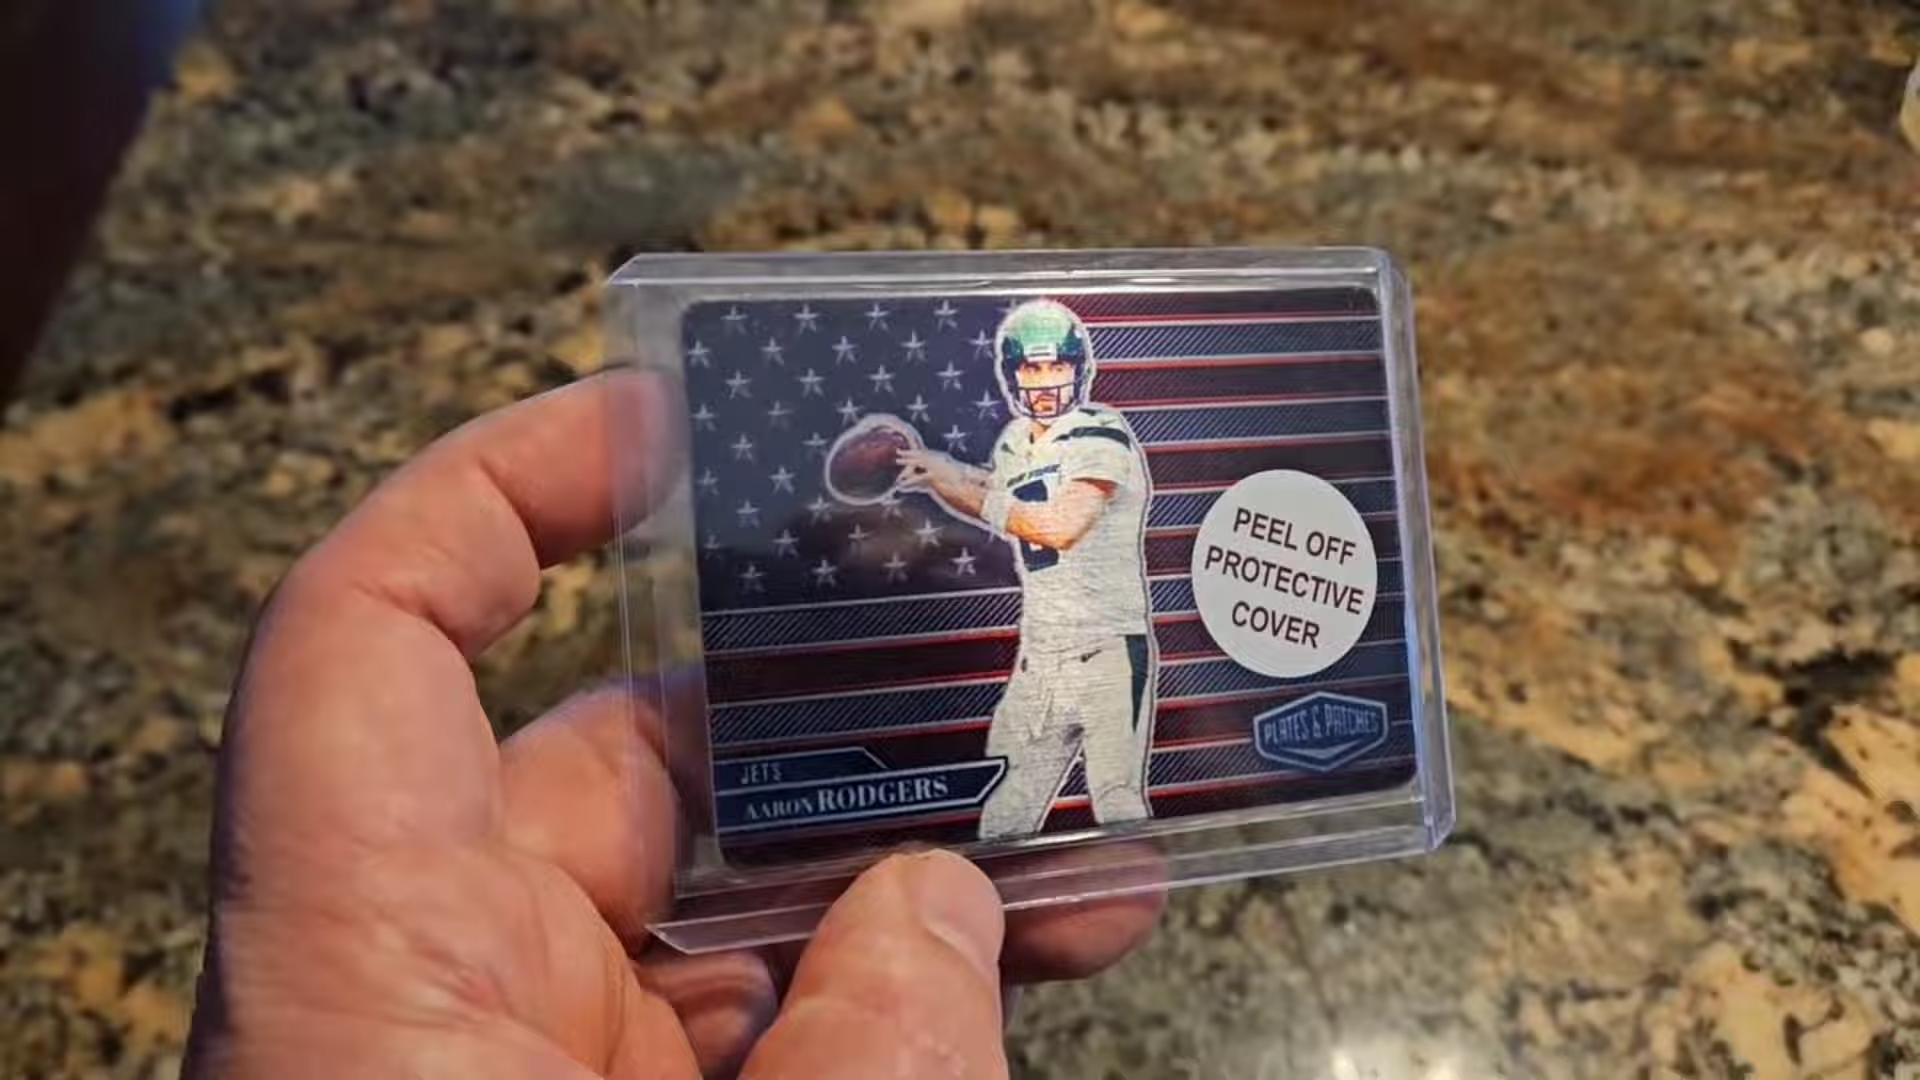 PEEL OFF
PROTECTIVE
COVER
PLATES & PATCHES
JETS
AARON RODGERS